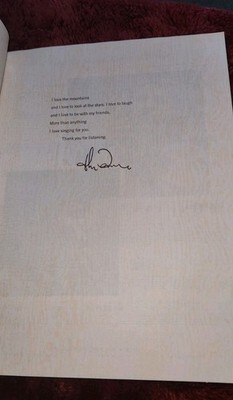 I love the mountains
and I love to look at the stars. I love to laugh
and I love to be with my friends.
More than anything
I love singing for you.
Thank you for listening.